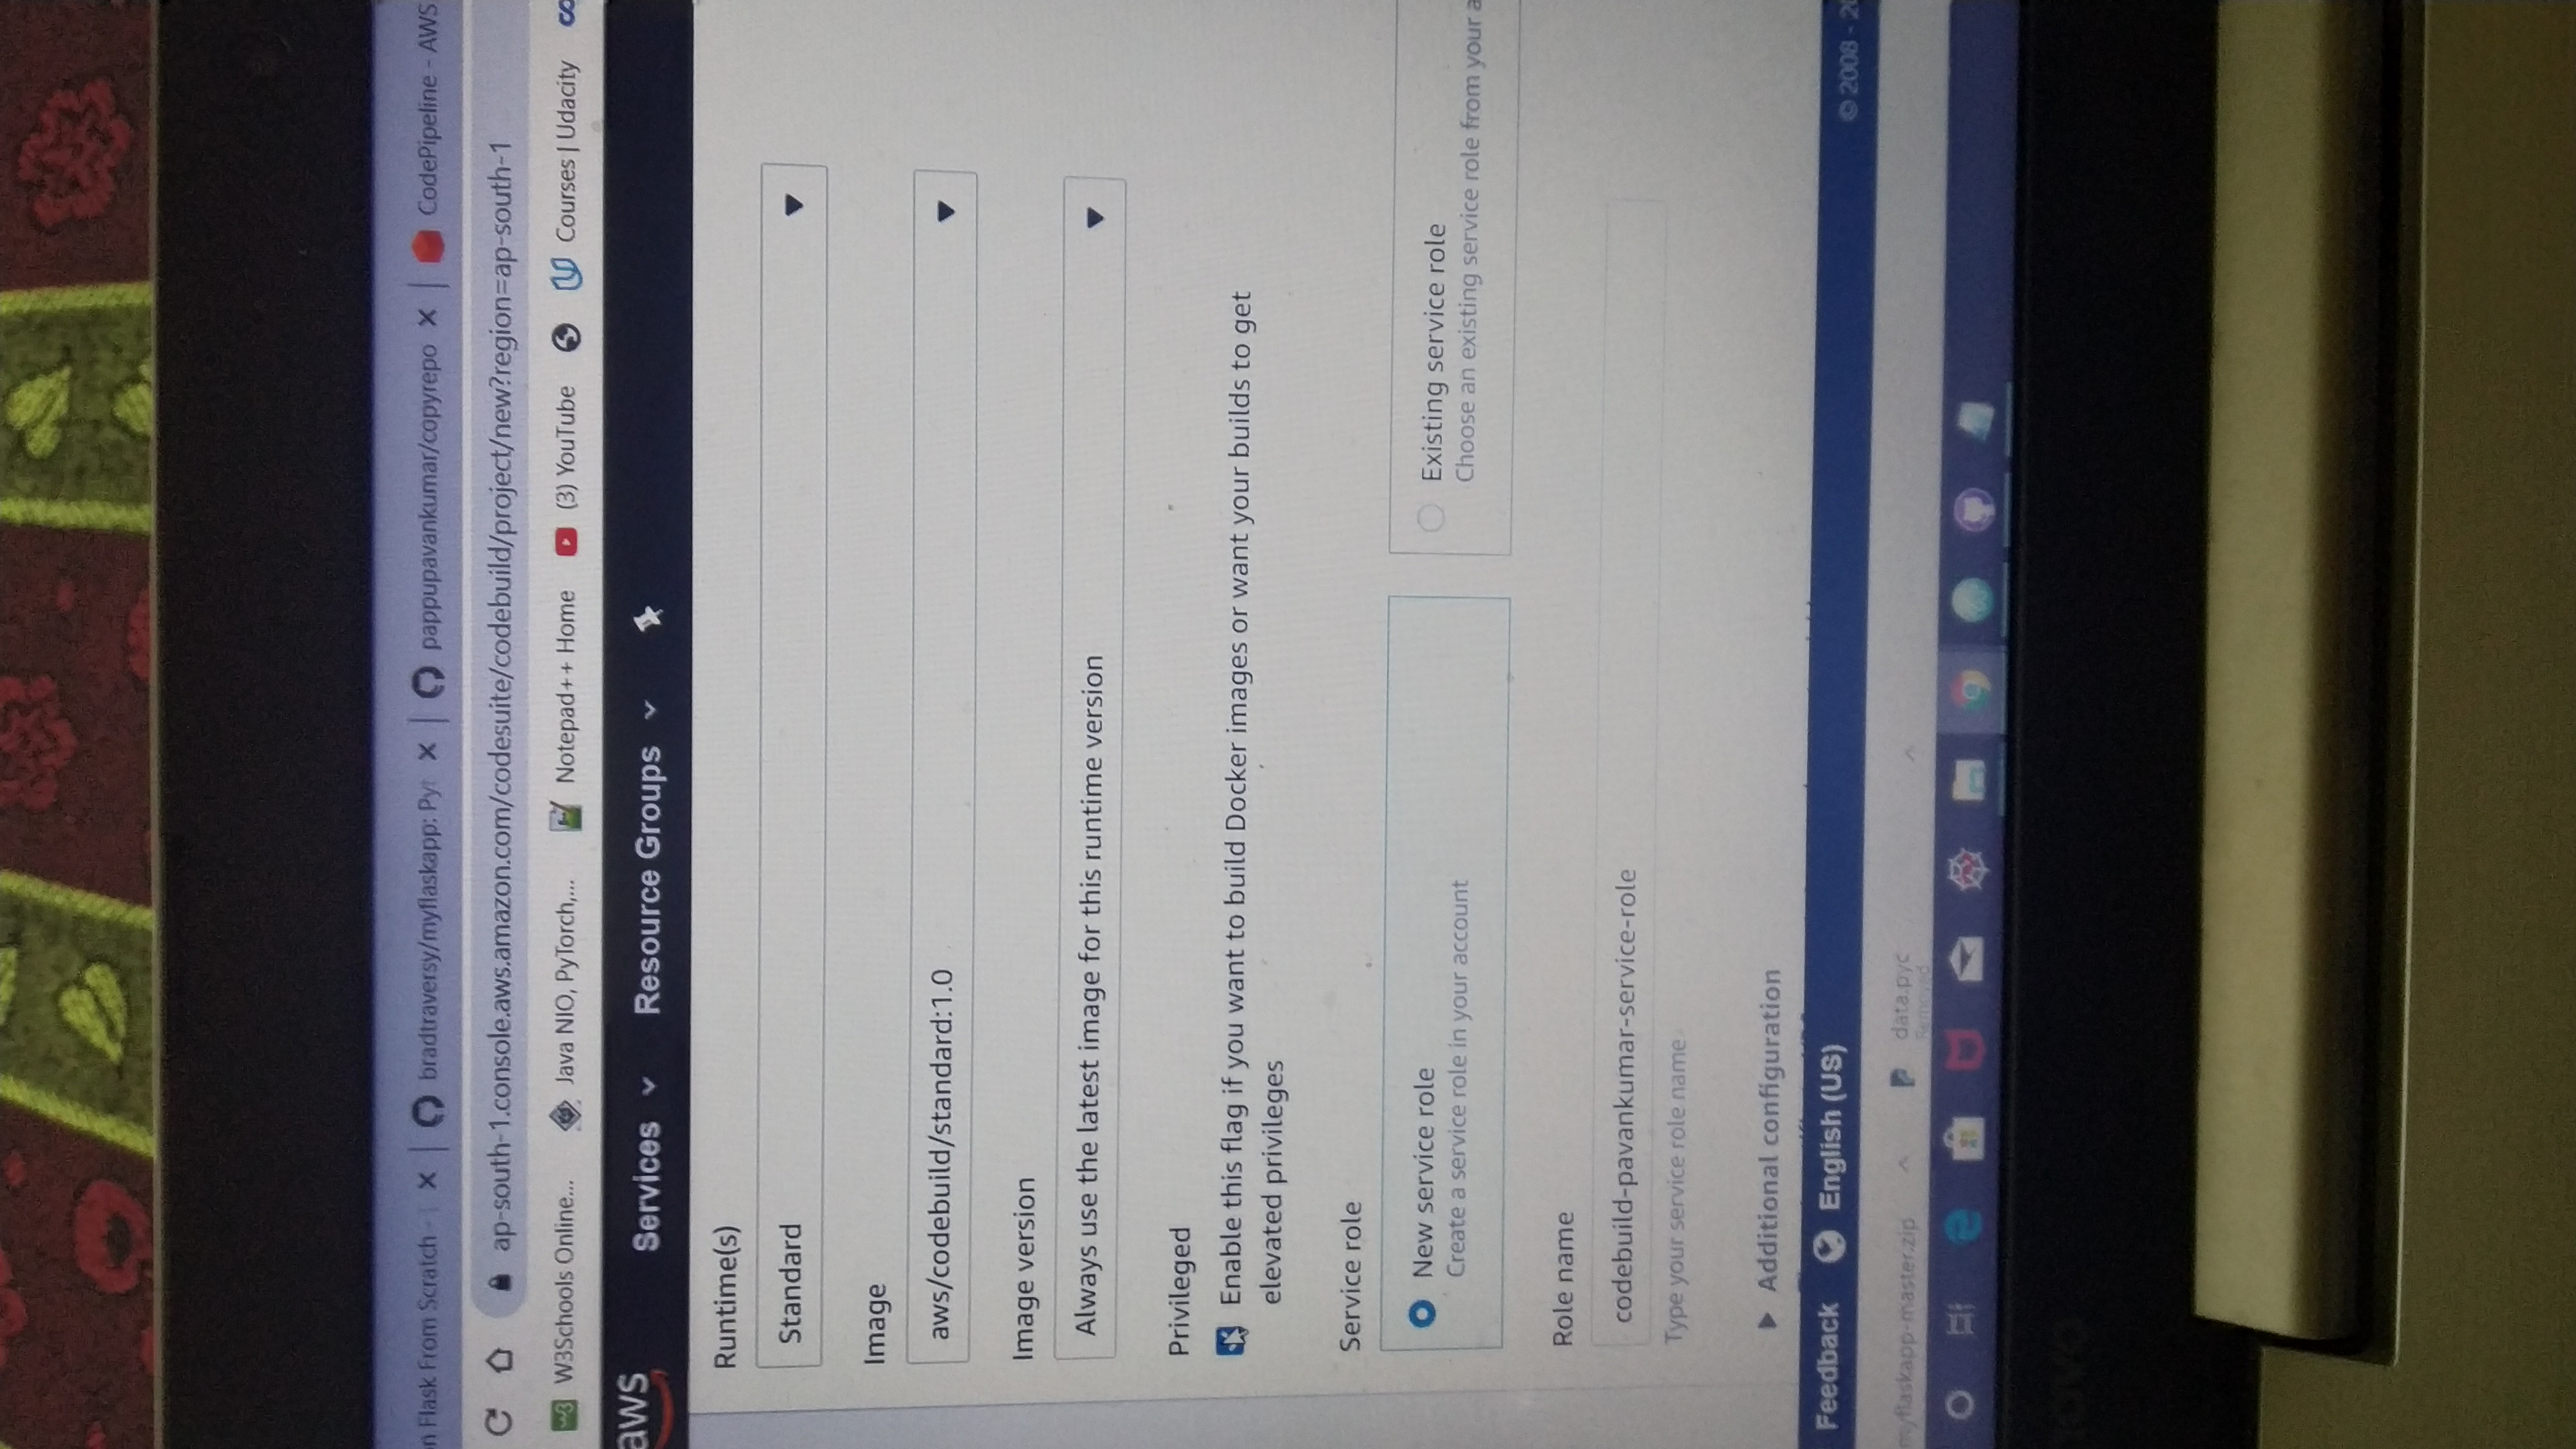 n Flask From Scratch -
bradtraversy/myflaskapp: Pyt
pappupavankumar/copyrepo
CodePipeline - AWS
ap-south-1.console.aws.amazon.com/codesuite/codebuild/project/new?region=ap-south-1
W3Schools Online...
Java NIO, PyTorch,...
Notepad++ Home
(3) YouTube
Courses | Udacity
aws
Services
Resource Groups
Runtime(s)
Standard
Image
aws/codebuild/standard:1.0
Image version
Always use the latest image for this runtime version
Privileged
Enable this flag if you want to build Docker images or want your builds to get
elevated privileges
Service role
New service role
Create a service role in your account
Existing service role
Choose an existing service role from your a
Role name
codebuild-pavankumar-service-role
Type your service role name
Additional configuration
Feedback
English (US)
© 2008 - 20
myflaskapp-master.zip
data.pyc
Removed
novo